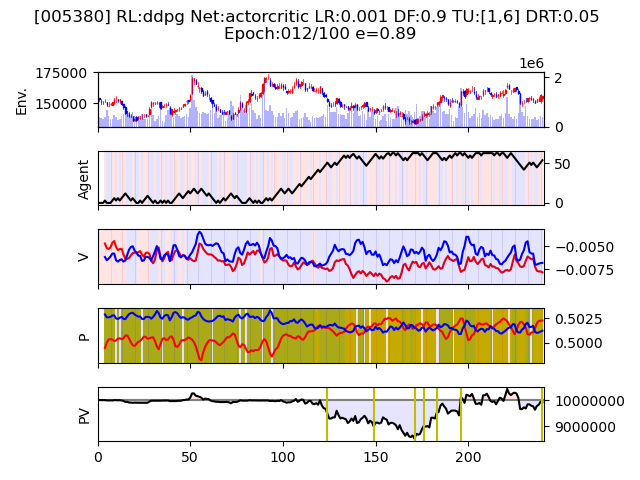 [005380] RL:ddpg Net:actorcritic LR:0.001 DF:0.9 TU:[1,6] DRT:0.05
Epoch:012/100 e=0.89
1e6
Env.
175000
150000
2
0
Agent
50
0
V
−0.0050
−0.0075
P
0.5025
0.5000
PV
10000000
9000000
0 50 100 150 200